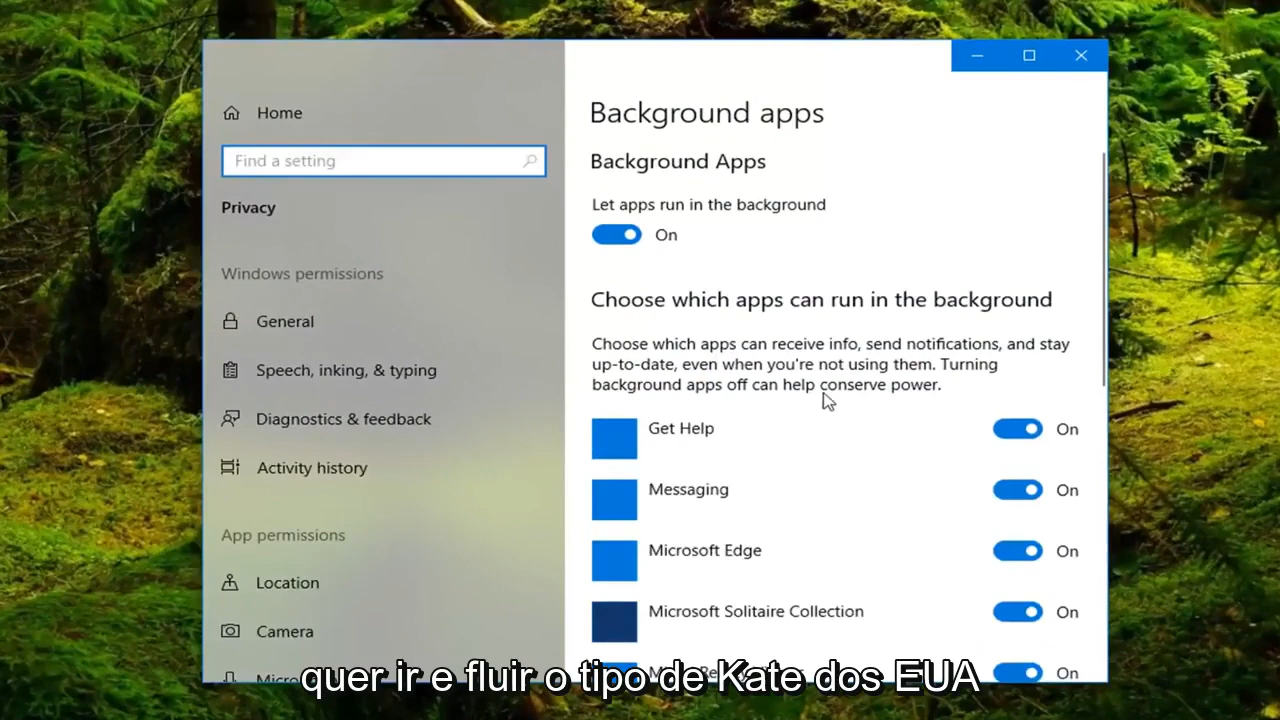 Home
Find a setting
Privacy
Windows permissions
General
Speech, inking, & typing
Diagnostics & feedback
Activity history
App permissions
Location
Camera
Background apps
Background Apps
Let apps run in the background
On
Choose which apps can run in the background
Choose which apps can receive info, send notifications, and stay
up-to-date, even when you're not using them. Turning
background apps off can help conserve power.
Get Help On
Messaging On
Microsoft Edge On
Microsoft Solitaire Collection On
On
quer ir e fluir o tipo de Kate dos EUA